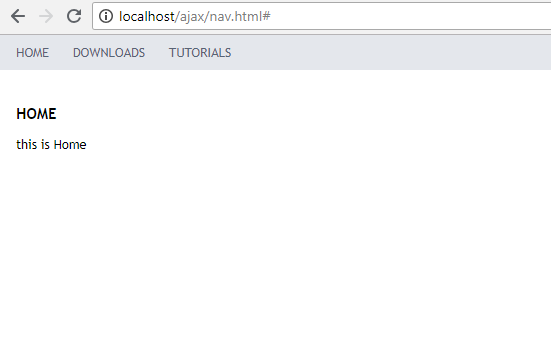 localhost/ajax/nav.html#
HOME DOWNLOADS TUTORIALS
HOME
this is Home